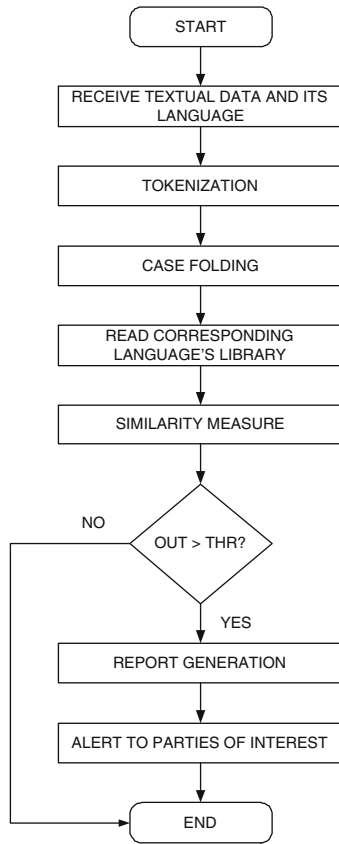 START
RECEIVE TEXTUAL DATA AND ITS
LANGUAGE
TOKENIZATION
CASE FOLDING
READ CORRESPONDING
LANGUAGE'S LIBRARY
SIMILARITY MEASURE
NO
OUT > THR?
YES
REPORT GENERATION
ALERT TO PARTIES OF INTEREST
END